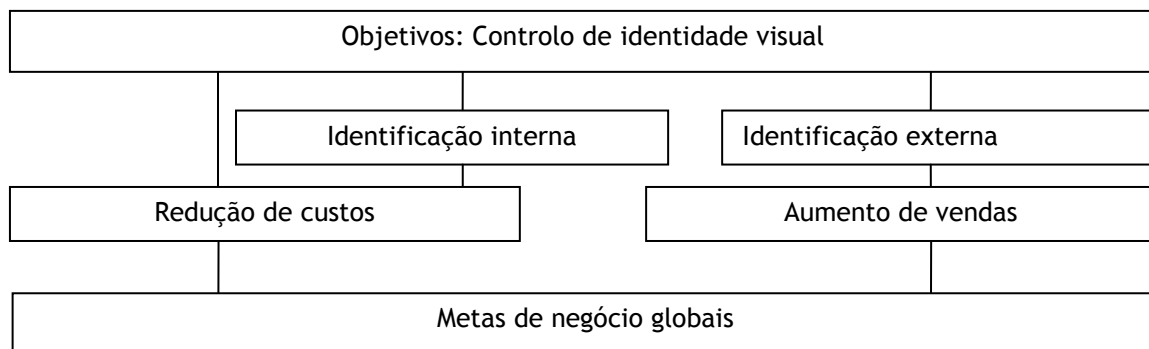 Objetivos: Controlo de identidade visual
Identificação interna
Identificação externa
Redução de custos
Aumento de vendas
Metas de negócio globais